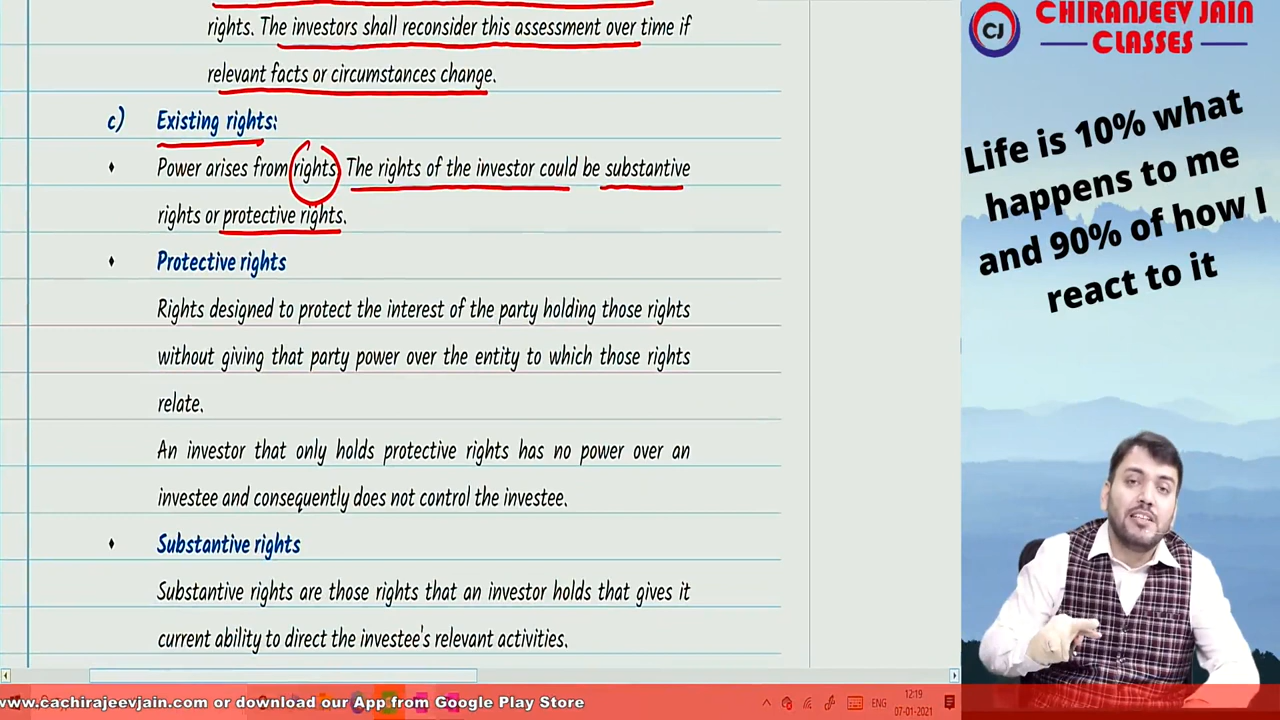 rights. The investors shall reconsider this assessment over time if
relevant facts or circumstances change.
c) Existing rights:
♦ Power arises from rights. The rights of the investor could be substantive
rights or protective rights.
♦ Protective rights
Rights designed to protect the interest of the party holding those rights
without giving that party power over the entity to which those rights
relate.
An investor that only holds protective rights has no power over an
investee and consequently does not control the investee.
♦ Substantive rights
Substantive rights are those rights that an investor holds that gives it
current ability to direct the investee's relevant activities.
CJ
CHIRANJEEV JAIN
CLASSES
Life is 10% what
happens to me
and 90% of how I
react to it
www.cachirajeevjain.com or download our App from Google Play Store
ENG
12:19
07-01-2021